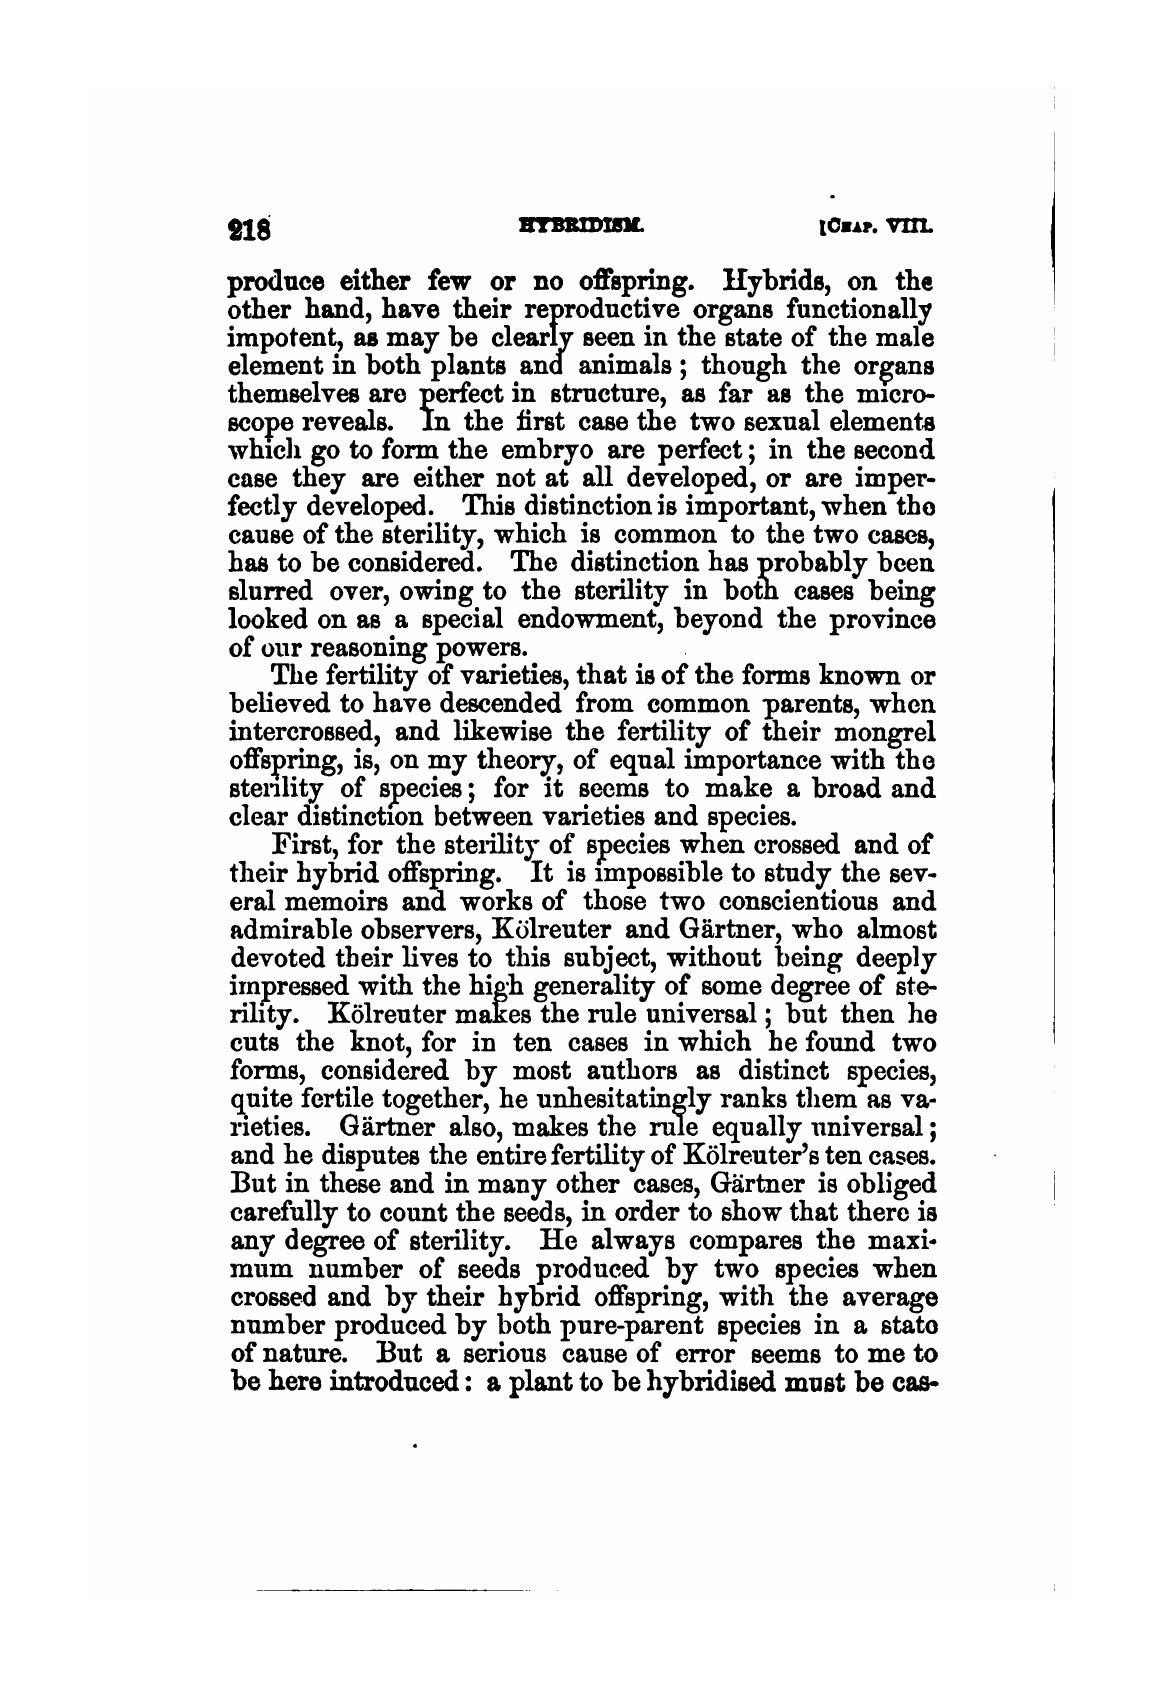 218 HYBRIDISM. [CHAP. VIII.
produce either few or no offspring. Hybrids, on the
other hand, have their reproductive organs functionally
impotent, as may be clearly seen in the state of the male
element in both plants and animals ; though the organs
themselves are perfect in structure, as far as the micro-
scope reveals. In the first case the two sexual elements
which go to form the embryo are perfect ; in the second
case they are either not at all developed, or are imper-
fectly developed. This distinction is important, when the
cause of the sterility, which is common to the two cases,
has to be considered. The distinction has probably been
slurred over, owing to the sterility in both cases being
looked on as a special endowment, beyond the province
of our reasoning powers.
The fertility of varieties, that is of the forms known or
believed to have descended from common parents, when
intercrossed, and likewise the fertility of their mongrel
offspring, is, on my theory, of equal importance with the
sterility of species ; for it seems to make a broad and
clear distinction between varieties and species.
First, for the sterility of species when crossed and of
their hybrid offspring. It is impossible to study the sev-
eral memoirs and works of those two conscientious and
admirable observers, Kölreuter and Gärtner, who almost
devoted their lives to this subject, without being deeply
impressed with the high generality of some degree of ste-
rility. Kölreuter makes the rule universal ; but then he
cuts the knot, for in ten cases in which he found two
forms, considered by most authors as distinct species,
quite fertile together, he unhesitatingly ranks them as va-
rieties. Gärtner also, makes the rule equally universal ;
and he disputes the entire fertility of Kölreuter's ten cases.
But in these and in many other cases, Gärtner is obliged
carefully to count the seeds, in order to show that there is
any degree of sterility. He always compares the maxi-
mum number of seeds produced by two species when
crossed and by their hybrid offspring, with the average
number produced by both pure-parent species in a state
of nature. But a serious cause of error seems to me to
be here introduced : a plant to be hybridised must be cas-